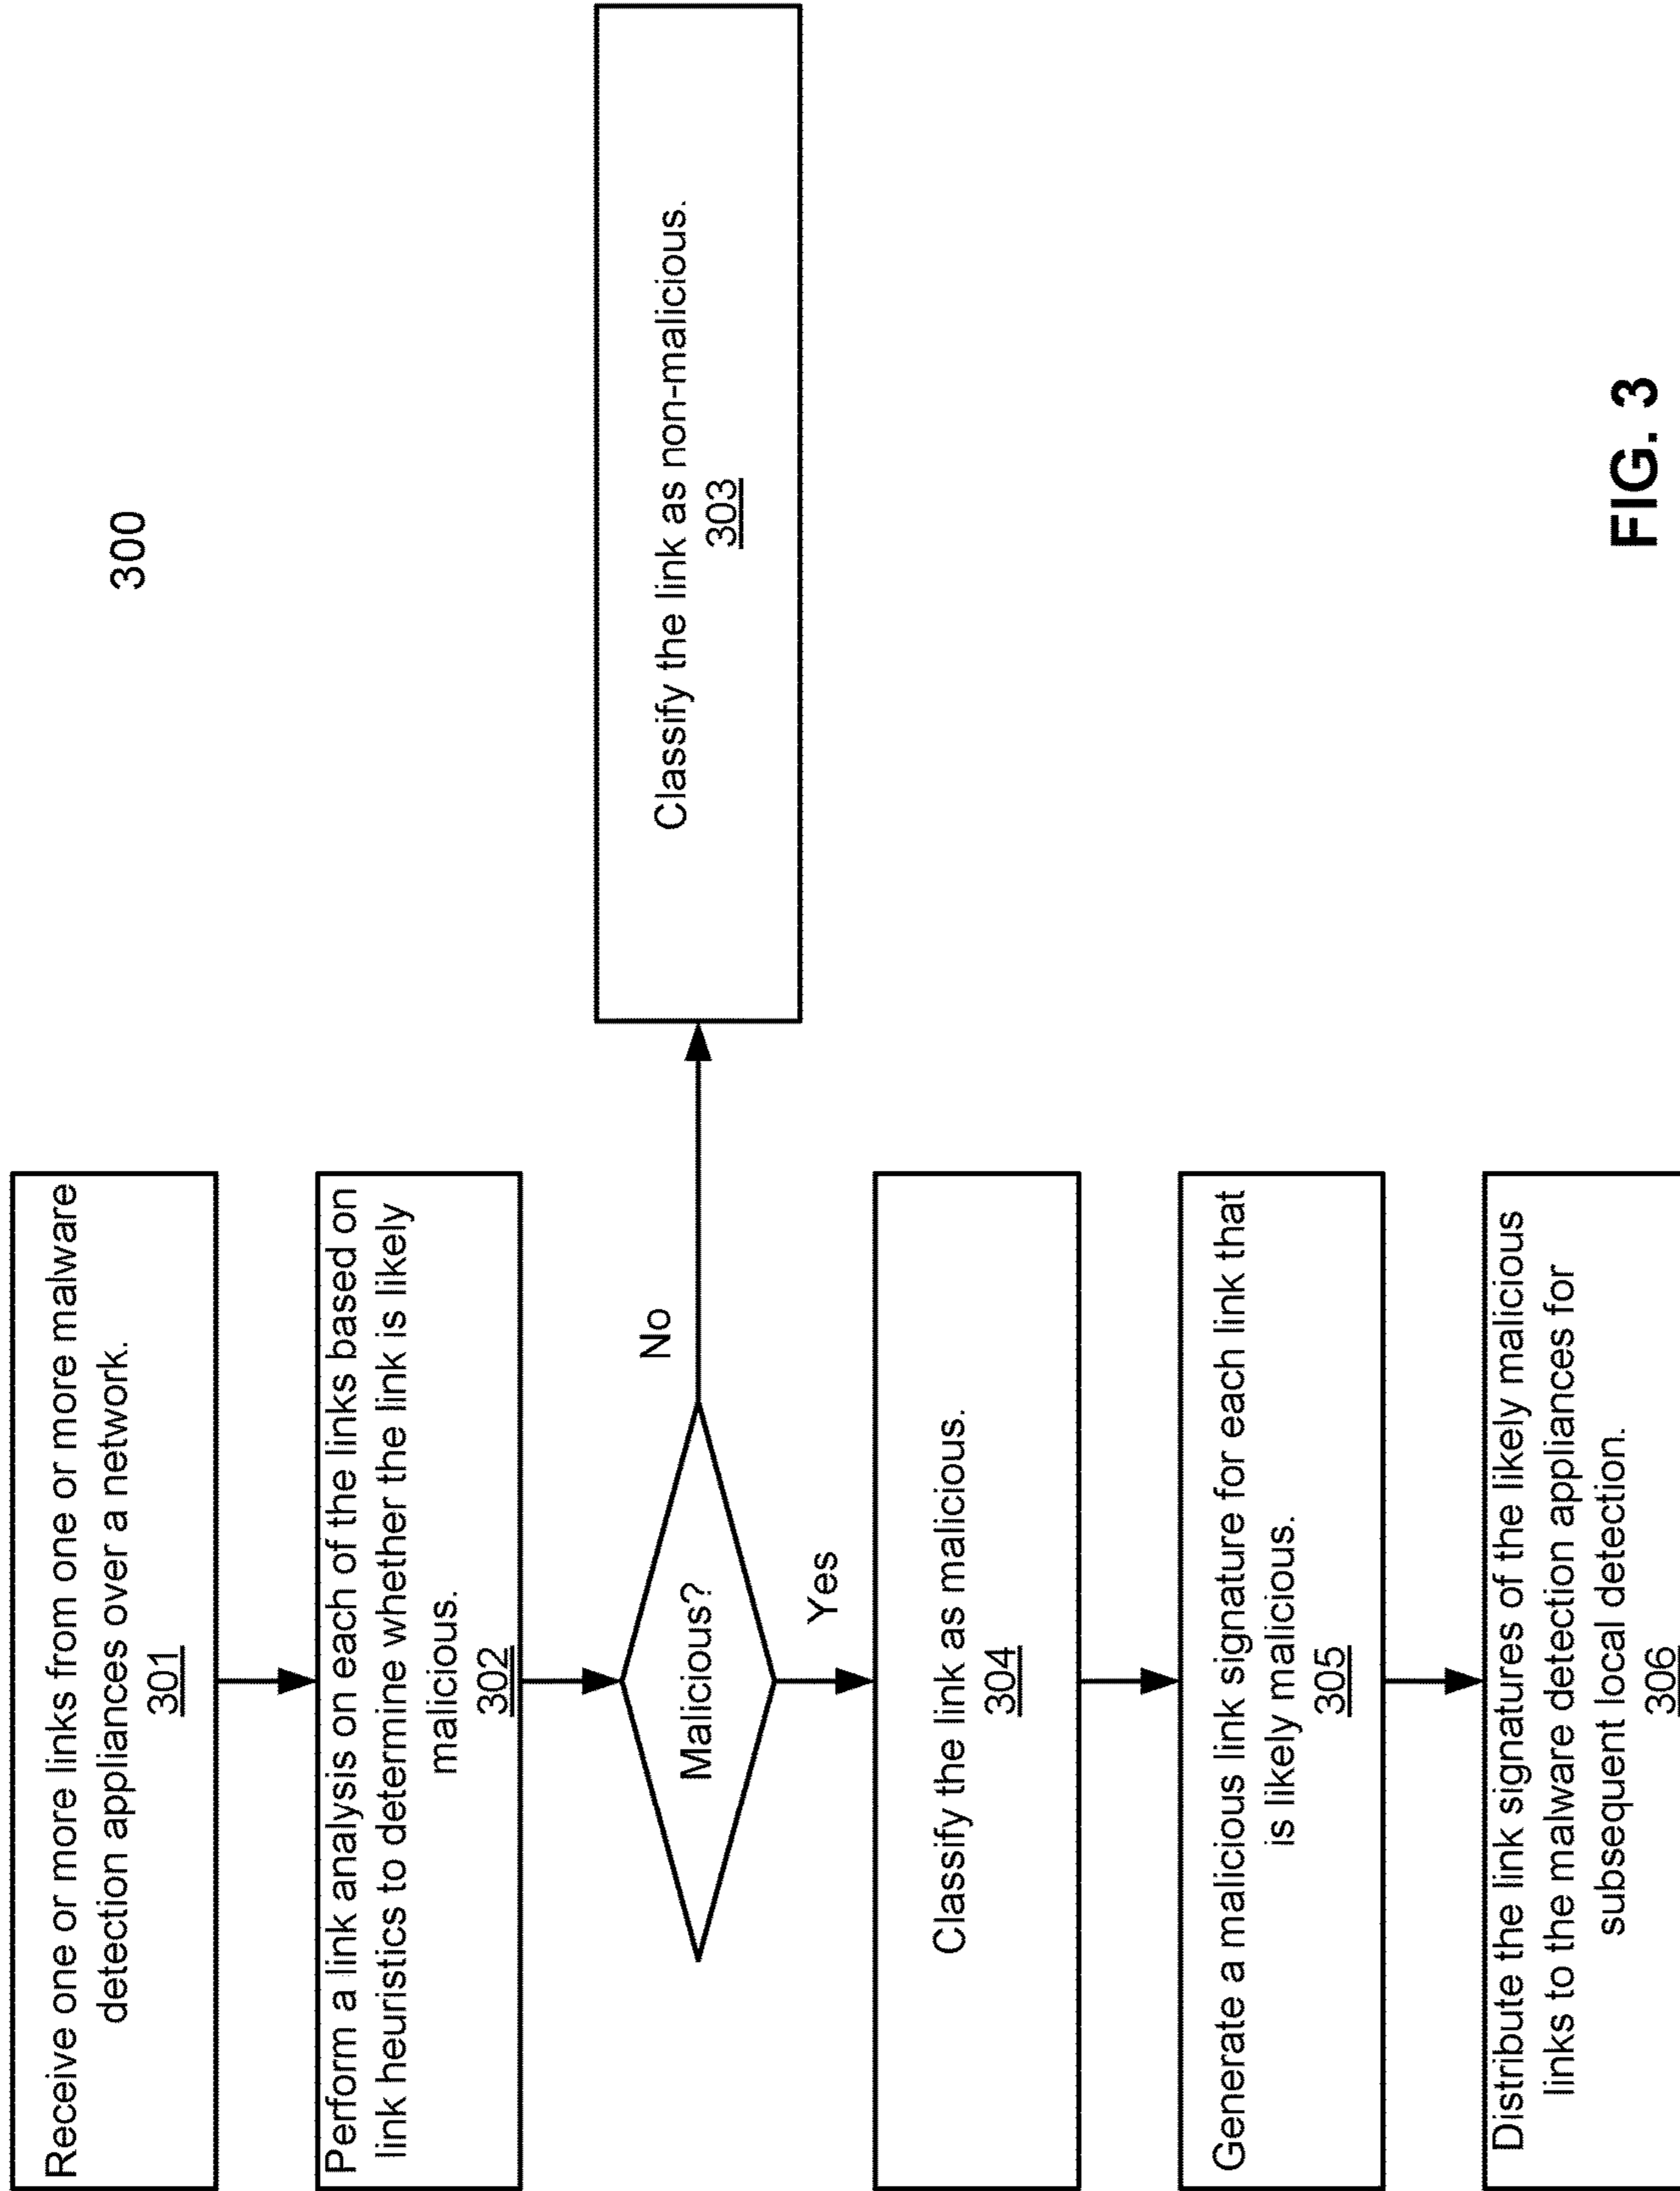 300
Receive one or more links from one or more malware
detection appliances over a network.
301
Perform a link analysis on each of the links based on
link heuristics to determine whether the link is likely
malicious.
302
Malicious?
No
Classify the link as non-malicious.
303
Yes
Classify the link as malicious.
304
Generate a malicious link signature for each link that
is likely malicious.
305
Distribute the link signatures of the likely malicious
links to the malware detection appliances for
subsequent local detection.
306
FIG. 3